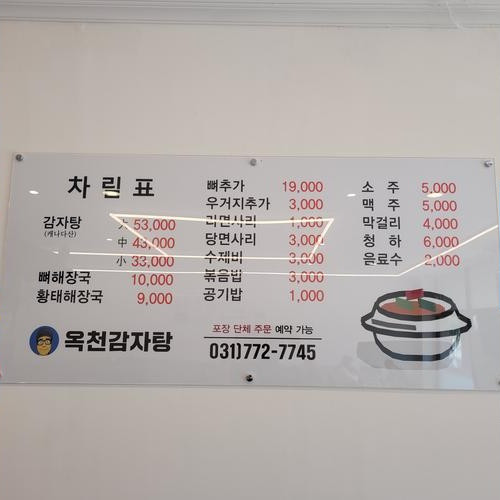 차림표
감자탕 大 53,000
(캐나다산) 中 43,000
小 33,000
뼈해장국 10,000
황태해장국 9,000
옥천감자탕
뼈추가 19,000
우거지추가 3,000
라면사리 1,000
당면사리 3,000
수제비 3,000
볶음밥 3,000
공기밥 1,000
포장 단체 주문 예약 가능
031)772-7745
소주 5,000
맥주 5,000
막걸리 4,000
청하 6,000
음료수 2,000